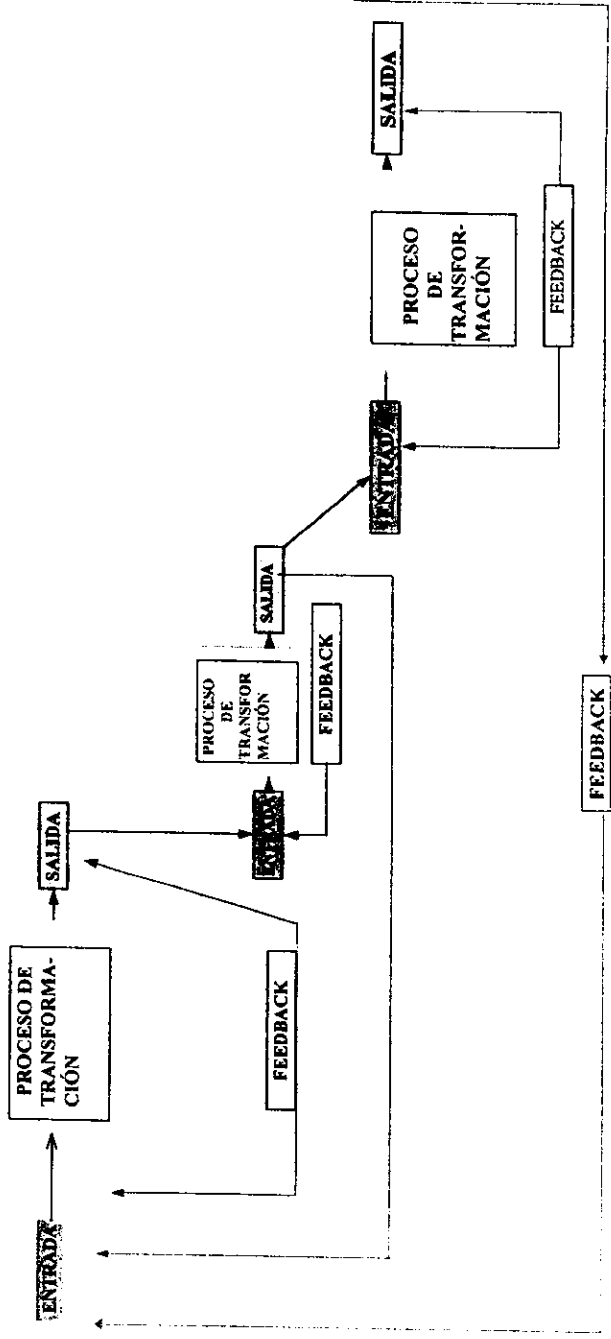 ENTRADA
PROCESO DE
TRANSFORMA-
CIÓN
SALIDA
FEEDBACK
ENTRADA
PROCESO
DE
TRANSFOR
MACIÓN
SALIDA
FEEDBACK
ENTRADA
PROCESO
DE
TRANSFOR-
MACIÓN
SALIDA
FEEDBACK
FEEDBACK